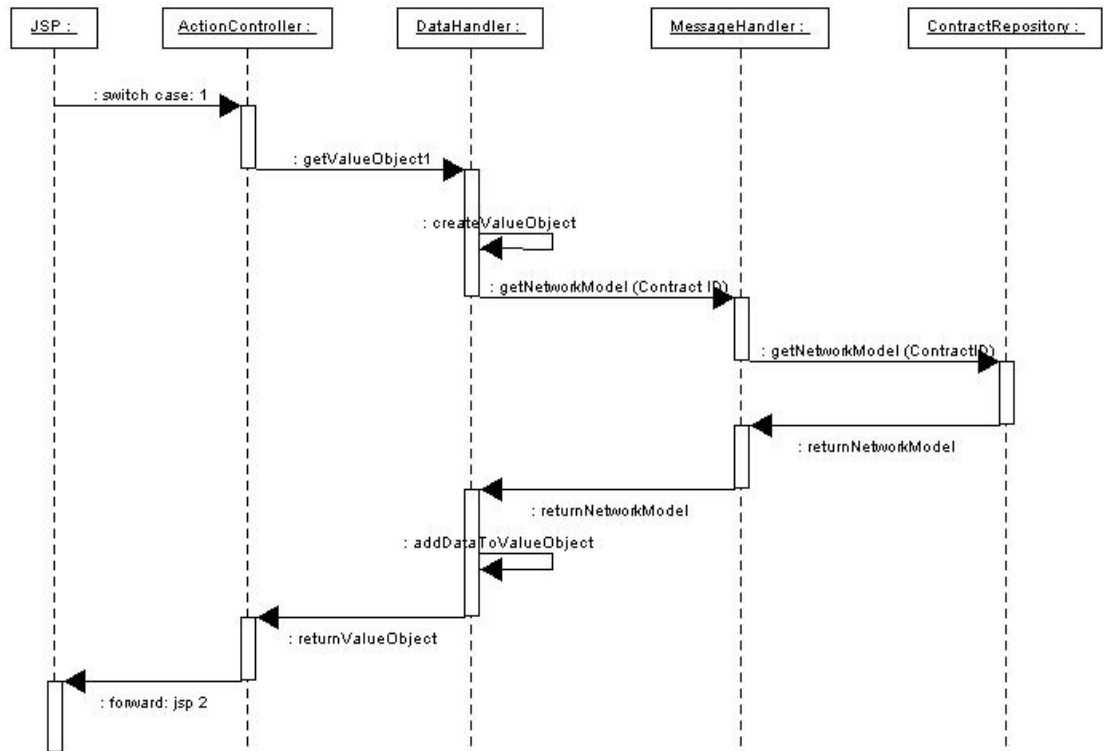 JSP :
ActionController :
DataHandler :
MessageHandler :
ContractRepository :
: switch case: 1
: getValueObject1
: createValueObject
: getNetworkModel (Contract ID)
: getNetworkModel (ContractID)
: returnNetworkModel
: returnNetworkModel
: addDataToValueObject
: returnValueObject
: forward: jsp 2